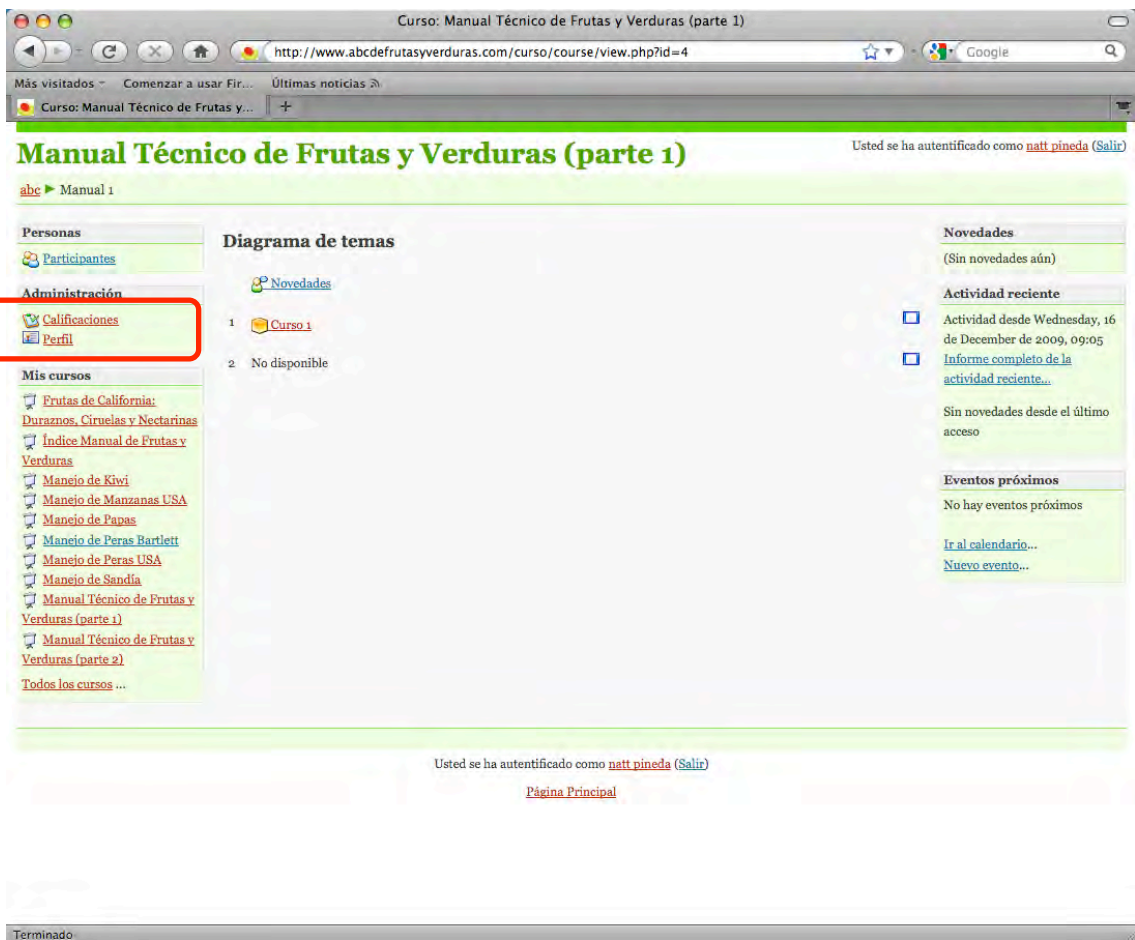 Curso: Manual Técnico de Frutas y Verduras (parte 1)
http://www.abcdefrutasyverduras.com/curso/course/view.php?id=4
Google
Más visitados
Comenzar a usar Fir...
Últimas noticias
Curso: Manual Técnico de Frutas y...
+
Manual Técnico de Frutas y Verduras (parte 1)
Usted se ha autentificado como natt pineda (Salir)
abc ► Manual 1
Personas
Participantes
Administración
Calificaciones
Perfil
Mis cursos
Frutas de California:
Duraznos, Ciruelas y Nectarinas
Índice Manual de Frutas y
Verduras
Manejo de Kiwi
Manejo de Manzanas USA
Manejo de Papas
Manejo de Peras Bartlett
Manejo de Peras USA
Manejo de Sandía
Manual Técnico de Frutas y
Verduras (parte 1)
Manual Técnico de Frutas y
Verduras (parte 2)
Todos los cursos ...
Diagrama de temas
Novedades
1 Curso 1
2 No disponible
Novedades
(Sin novedades aún)
Actividad reciente
Actividad desde Wednesday, 16
de December de 2009, 09:05
Informe completo de la
actividad reciente...
Sin novedades desde el último
acceso
Eventos próximos
No hay eventos próximos
Ir al calendario...
Nuevo evento...
Usted se ha autentificado como natt pineda (Salir)
Página Principal
Terminado